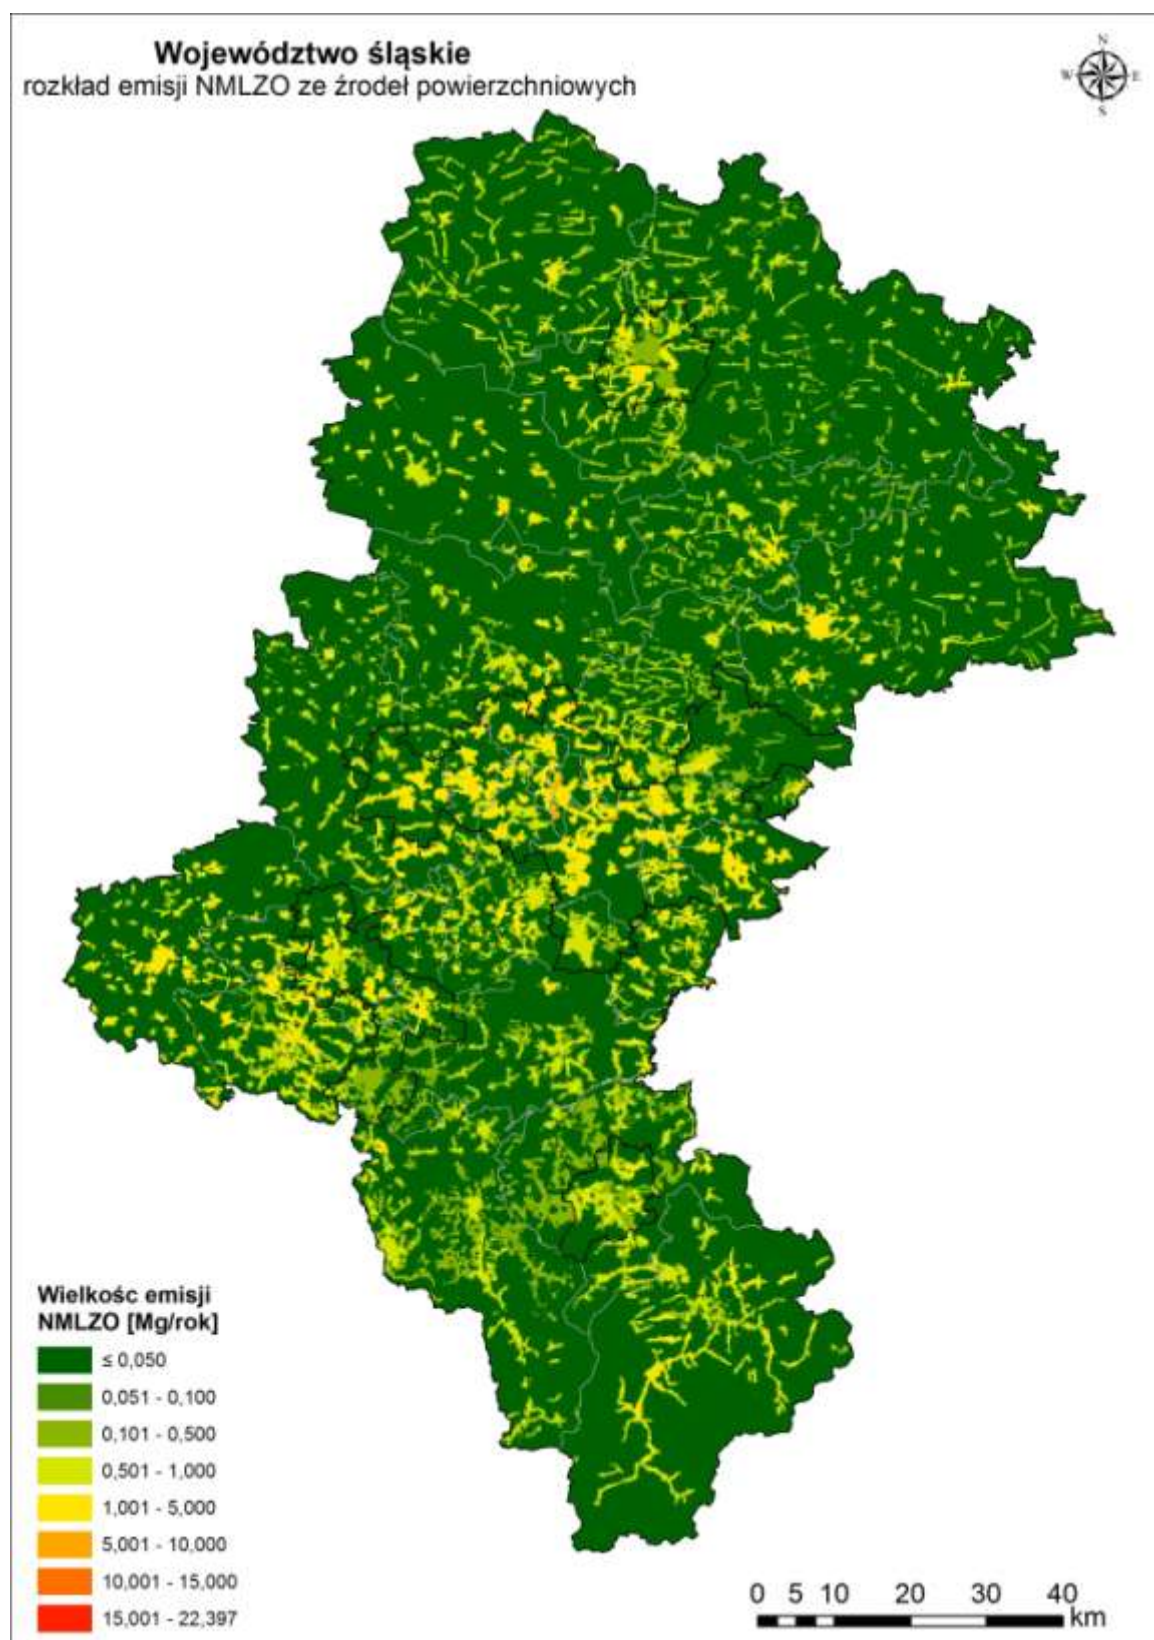 Województwo śląskie
rozkład emisji NMLZO ze źrodeł powierzchniowych
N
W
E
S
Wielkośc emisji
NMLZO [Mg/rok]
≤ 0,050
0,051 - 0,100
0,101 - 0,500
0,501 - 1,000
1,001 - 5,000
5,001 - 10,000
10,001 - 15,000
15,001 - 22,397
0 5 10 20 30 40
km